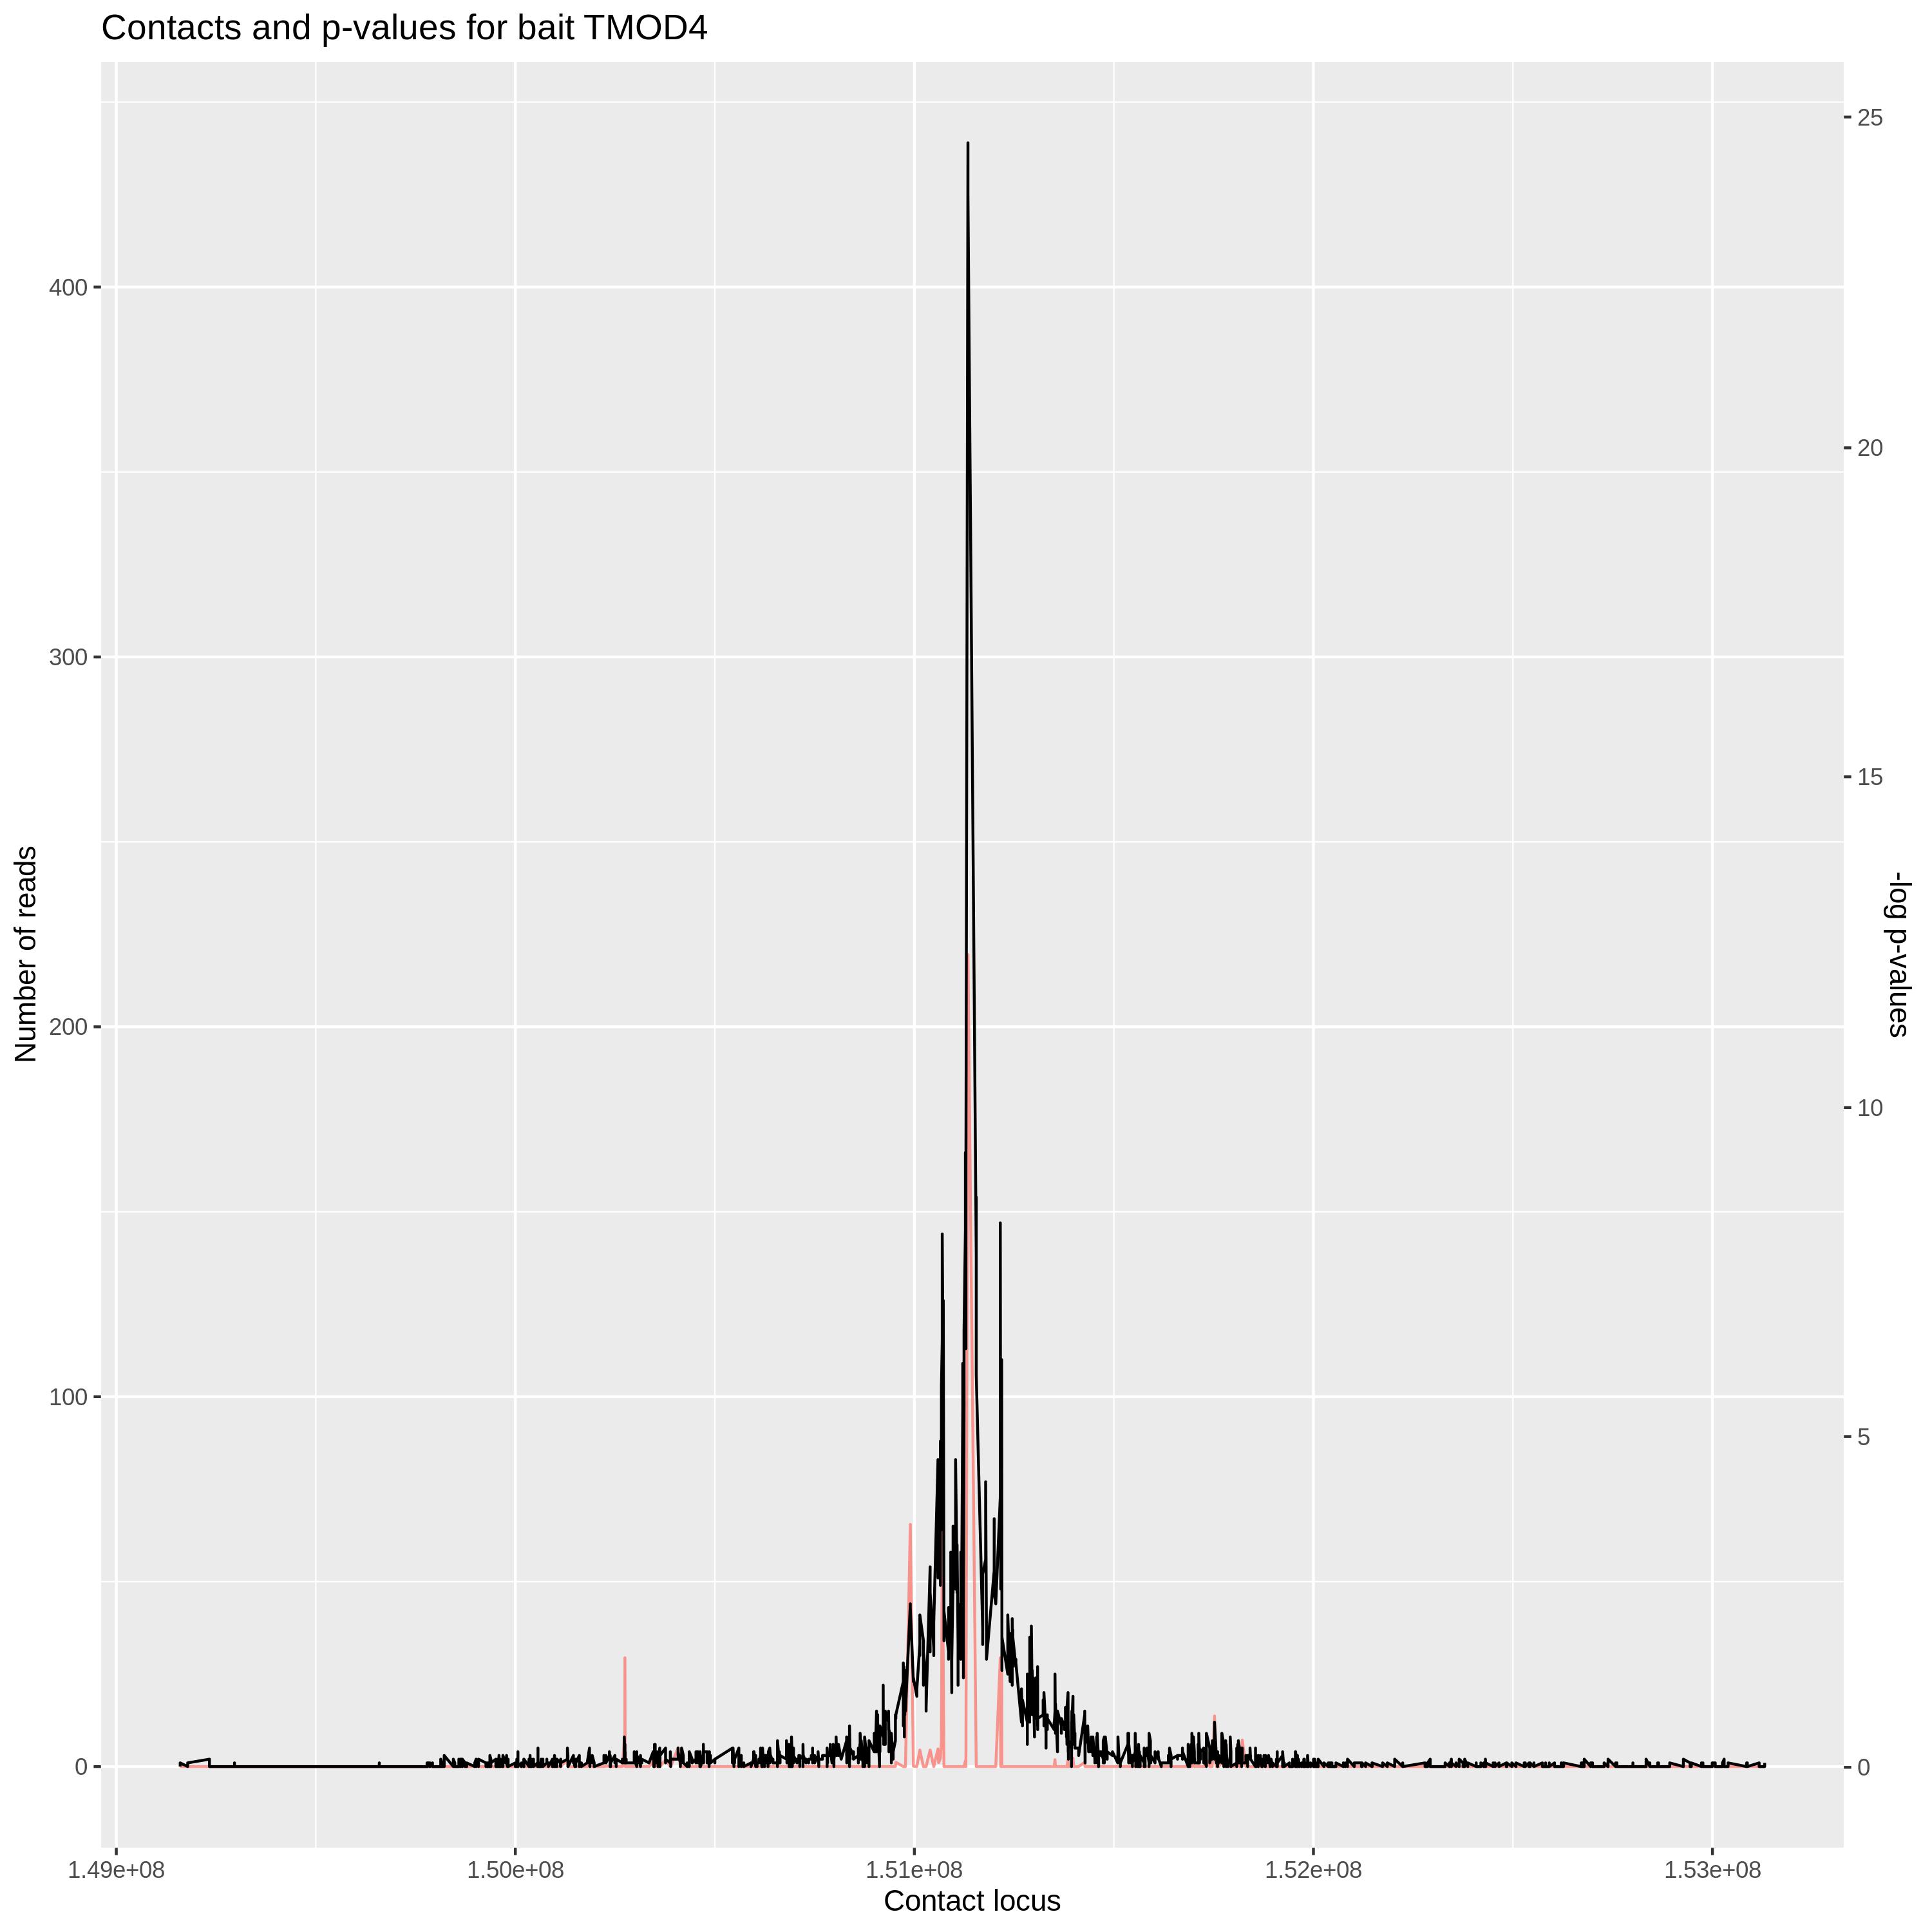 Contacts and p-values for bait TMOD4
Number of reads
400
300
200
100
0
25
20
15
10
5
0
-log p-values
1.49e+08
1.50e+08
1.51e+08
1.52e+08
1.53e+08
Contact locus